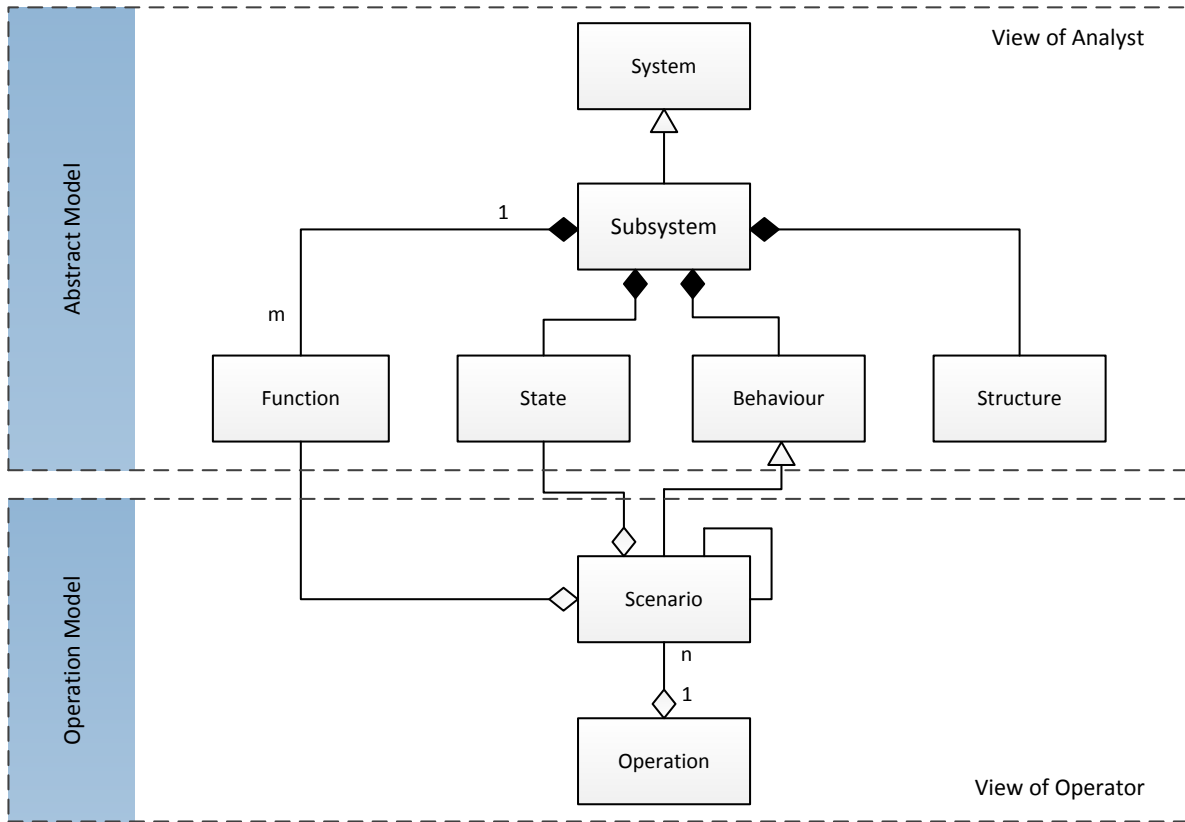 View of Analyst
System
Abstract Model
1
Subsystem
m
Function
State
Behaviour
Structure
Operation Model
Scenario
n
1
Operation
View of Operator